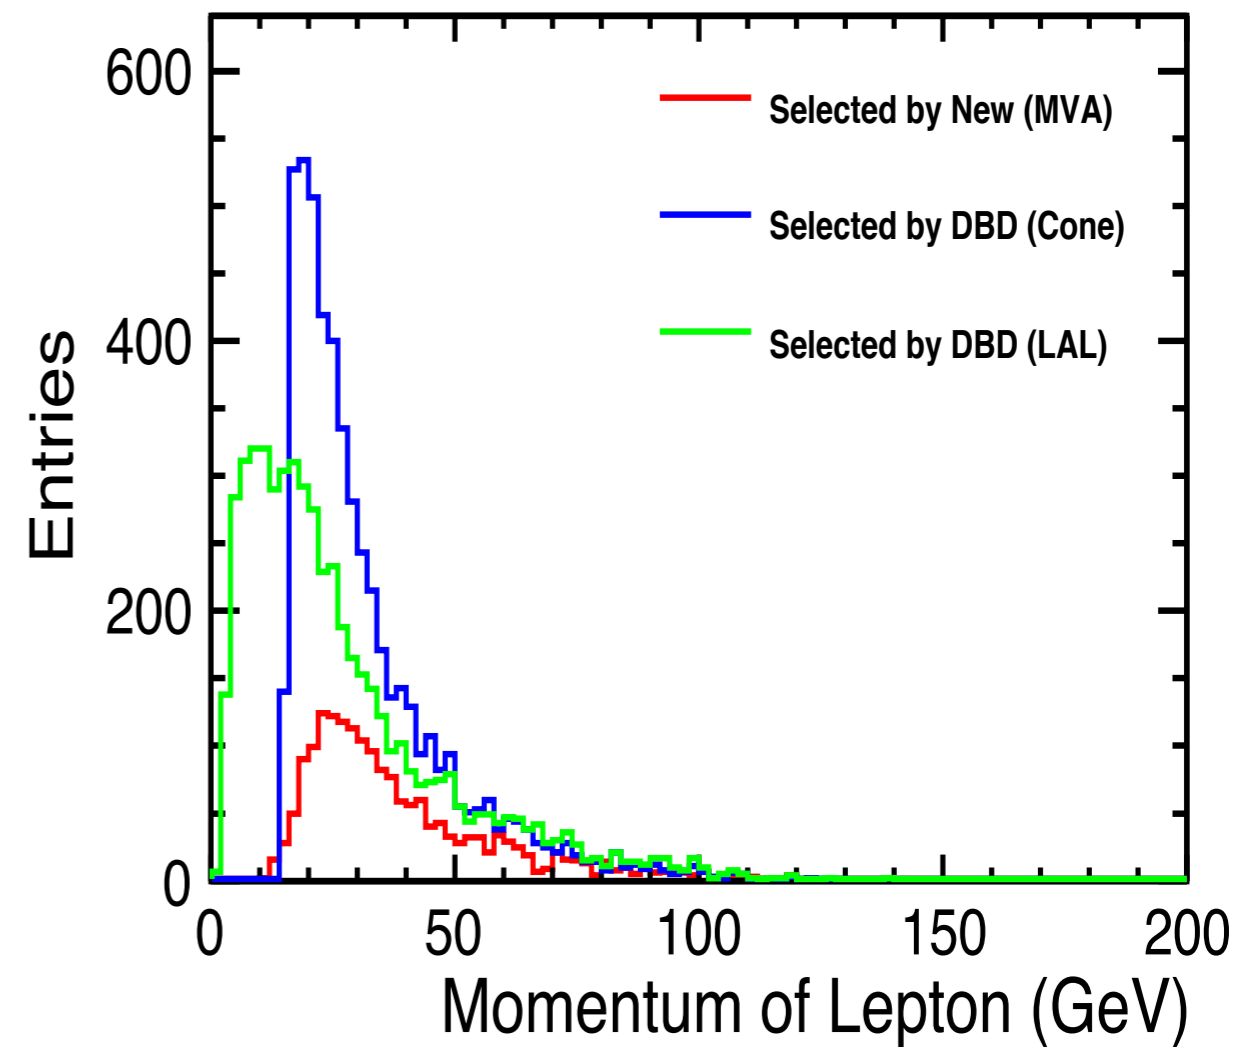 600
400
200
0
Entries
Selected by New (MVA)
Selected by DBD (Cone)
Selected by DBD (LAL)
0 50 100 150 200
Momentum of Lepton (GeV)